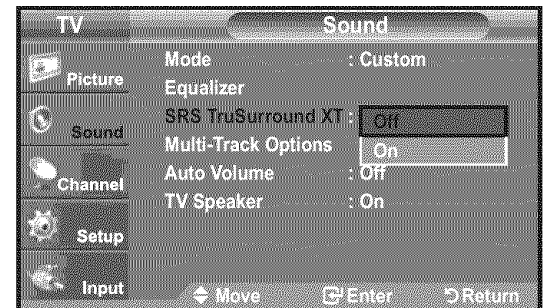 TV
Sound
Picture
Sound
Channel
Setup
Input
Mode : Custom
Equalizer
SRS TruSurround XT : Off
On
Multi-Track Options
Auto Volume : Off
TV Speaker : On
Move Enter Return